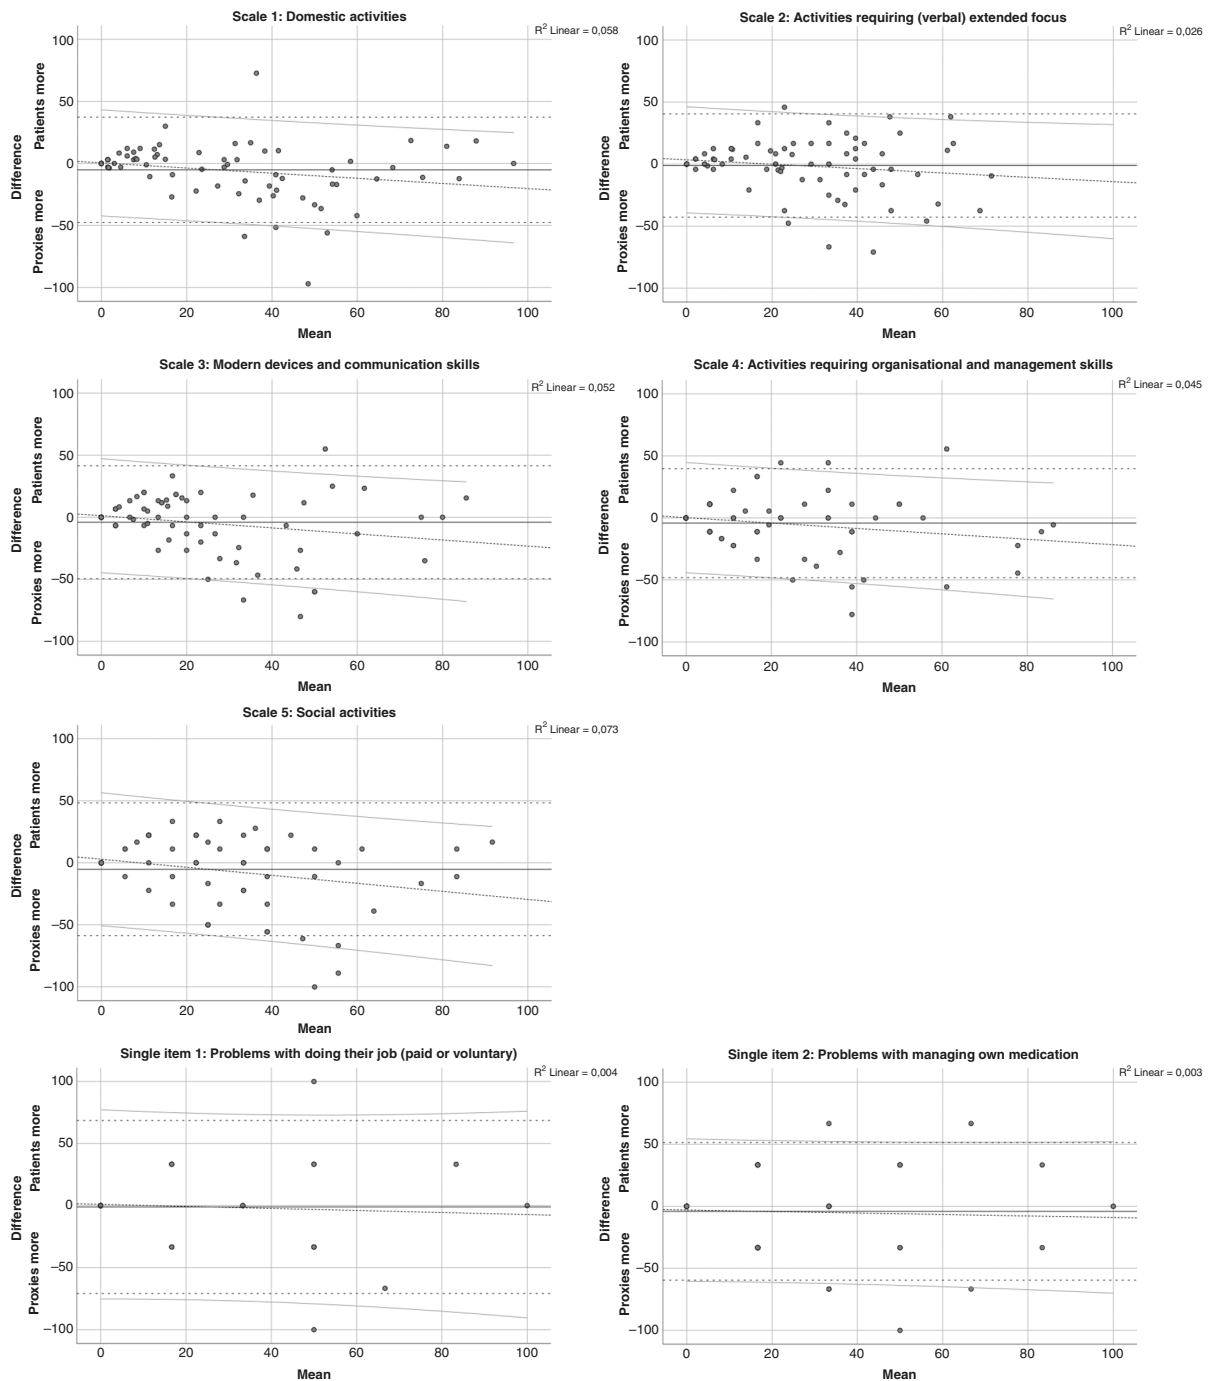 Scale 1: Domestic activities
R² Linear = 0,058
100
50
0
−50
−100
Difference
Patients more
Proxies more
0 20 40 60 80 100
Mean
Scale 2: Activities requiring (verbal) extended focus
R² Linear = 0,026
100
50
0
−50
−100
Difference
Patients more
Proxies more
0 20 40 60 80 100
Mean
Scale 3: Modern devices and communication skills
R² Linear = 0,052
100
50
0
−50
−100
Difference
Patients more
Proxies more
0 20 40 60 80 100
Mean
Scale 4: Activities requiring organisational and management skills
R² Linear = 0,045
100
50
0
−50
−100
Difference
Patients more
Proxies more
0 20 40 60 80 100
Mean
Scale 5: Social activities
R² Linear = 0,073
100
50
0
−50
−100
Difference
Patients more
Proxies more
0 20 40 60 80 100
Mean
Single item 1: Problems with doing their job (paid or voluntary)
R² Linear = 0,004
100
50
0
−50
−100
Difference
Patients more
Proxies more
0 20 40 60 80 100
Mean
Single item 2: Problems with managing own medication
R² Linear = 0,003
100
50
0
−50
−100
Difference
Patients more
Proxies more
0 20 40 60 80 100
Mean